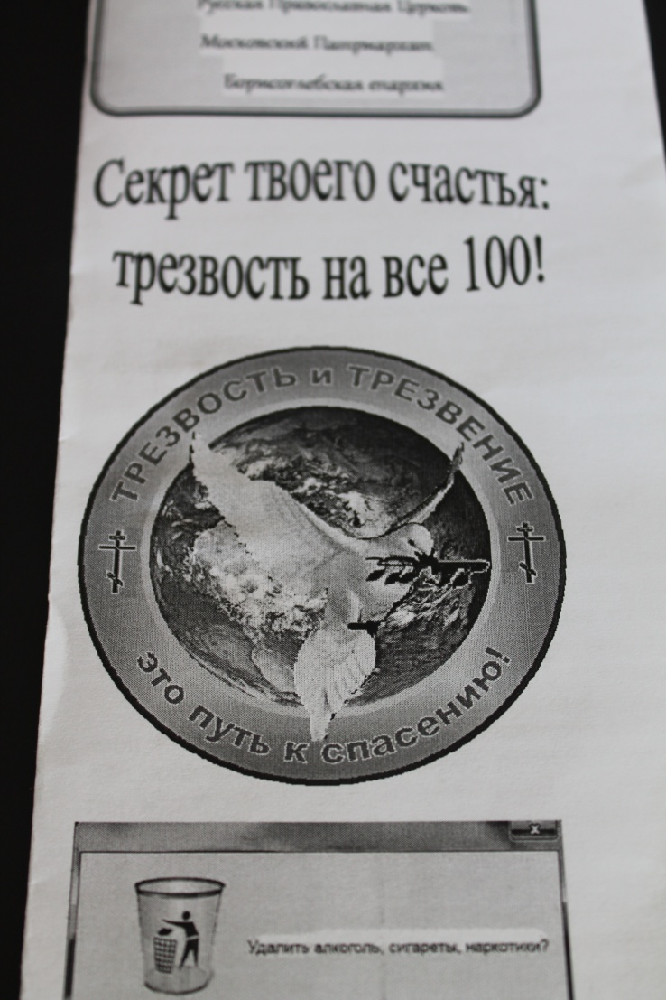 Русская Православная Церковь
Московский Патриархат
Борисоглебская епархия
Секрет твоего счастья:
трезвость на все 100!
ТРЕЗВОСТЬ и ТРЕЗВЕНИЕ
это путь к спасению!
x
Удалить алкоголь, сигареты, наркотики?